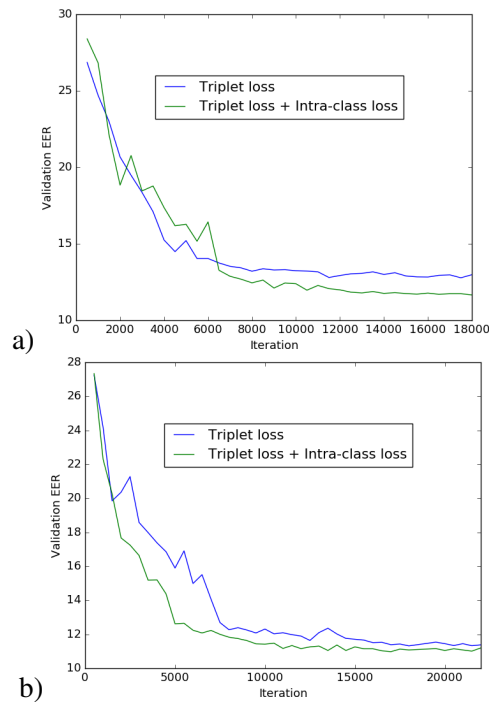 30
25
20
15
10
Validation EER
Triplet loss
Triplet loss + Intra-class loss
0 2000 4000 6000 8000 10000 12000 14000 16000 18000
Iteration
a)
28
26
24
22
20
18
16
14
12
10
Validation EER
Triplet loss
Triplet loss + Intra-class loss
0 5000 10000 15000 20000
Iteration
b)